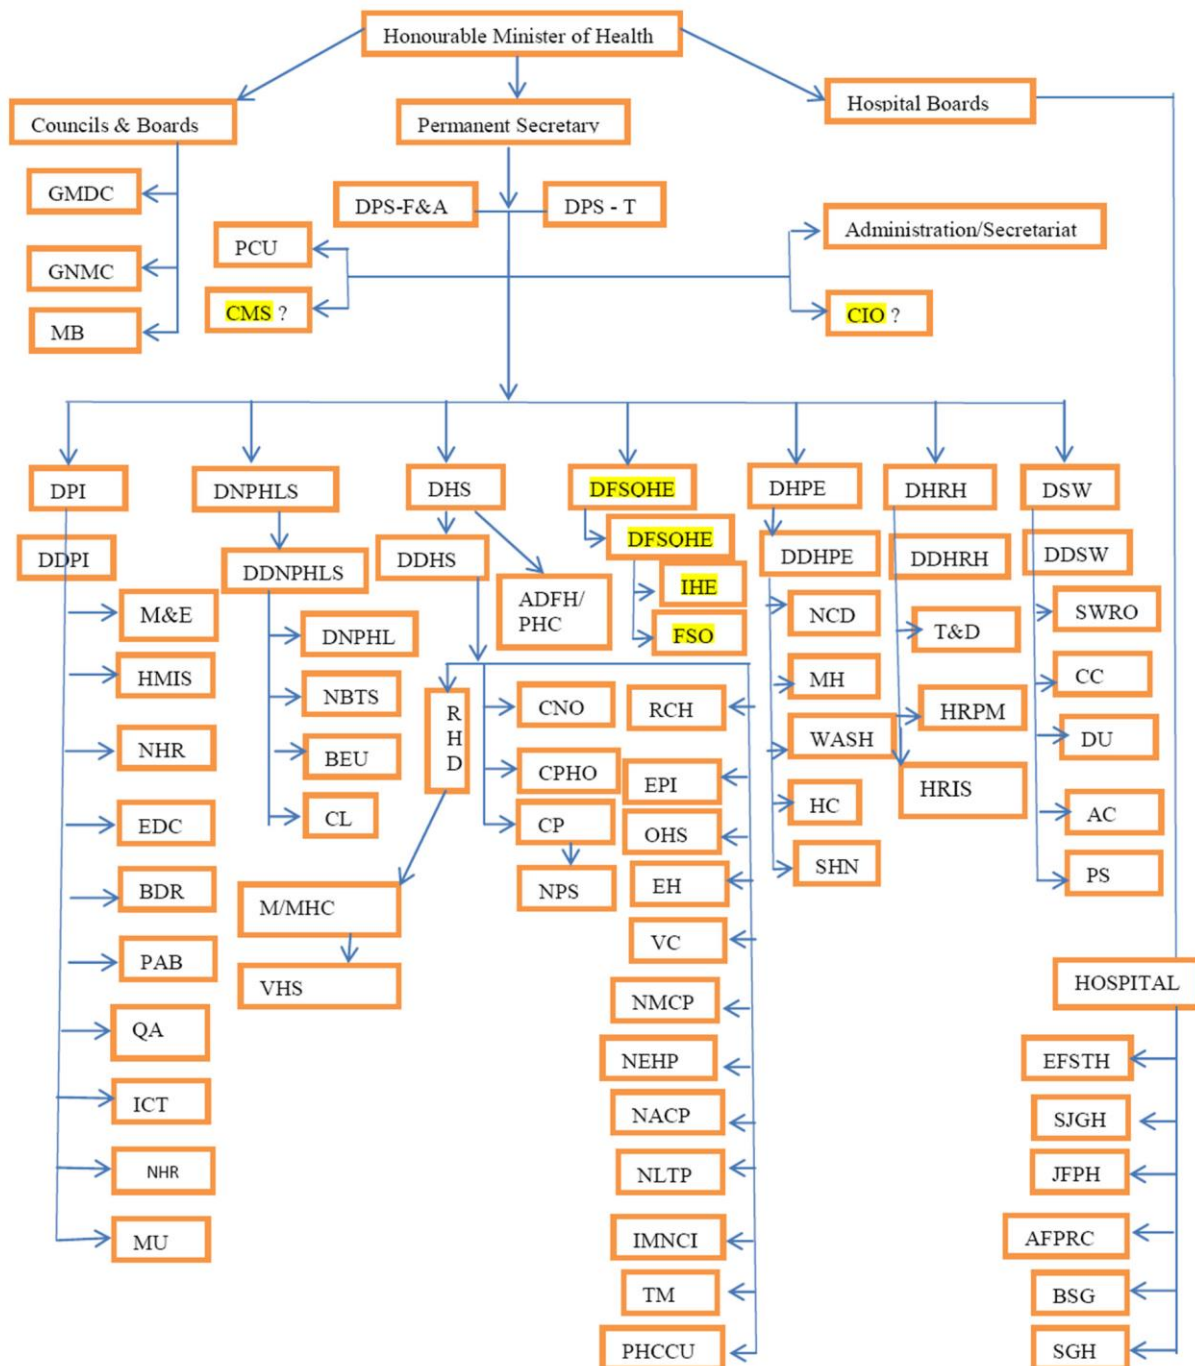 Honourable Minister of Health
Councils & Boards
Permanent Secretary
Hospital Boards
GMDC
GNMC
MB
DPS-F&A
DPS - T
PCU
CMS ?
Administration/Secretariat
CIO ?
DPI
DNPHLS
DHS
DFSQHE
DHPE
DHRH
DSW
DDPI
DDNPHLS
DDHS
ADFH/
PHC
DFSQHE
IHE
FSO
DDHPE
DDHRH
DDSW
M&E
HMIS
NHR
EDC
BDR
PAB
QA
ICT
NHR
MU
DNPHL
NBTS
BEU
CL
R
H
D
M/MHC
VHS
CNO
CPHO
CP
NPS
RCH
EPI
OHS
EH
VC
NMCP
NEHP
NACP
NLTP
IMNCI
TM
PHCCU
NCD
MH
WASH
HC
SHN
T&D
HRPM
HRIS
SWRO
CC
DU
AC
PS
HOSPITAL
EFSTH
SJGH
JFPH
AFPRC
BSG
SGH